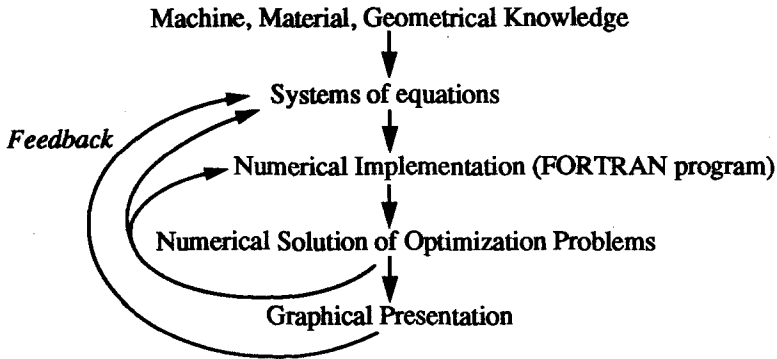 Machine, Material, Geometrical Knowledge
Systems of equations
Feedback
Numerical Implementation (FORTRAN program)
Numerical Solution of Optimization Problems
Graphical Presentation